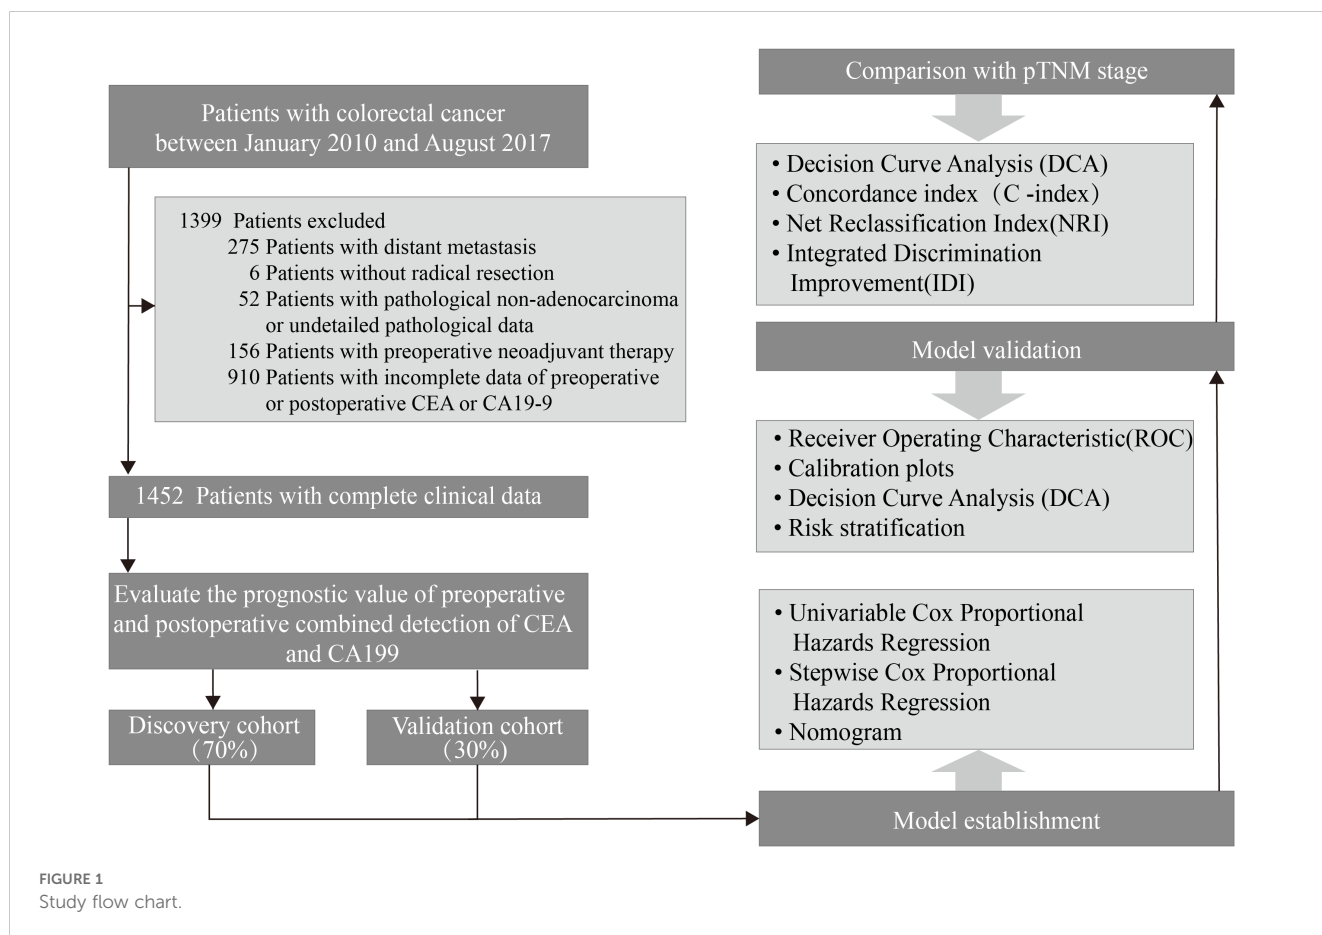 Patients with colorectal cancer
between January 2010 and August 2017
1399 Patients excluded
275 Patients with distant metastasis
6 Patients without radical resection
52 Patients with pathological non-adenocarcinoma
or undetailed pathological data
156 Patients with preoperative neoadjuvant therapy
910 Patients with incomplete data of preoperative
or postoperative CEA or CA19-9
1452 Patients with complete clinical data
Evaluate the prognostic value of preoperative
and postoperative combined detection of CEA
and CA199
Discovery cohort
（70%）
Validation cohort
（30%）
Comparison with pTNM stage
• Decision Curve Analysis (DCA)
• Concordance index（C -index）
• Net Reclassification Index(NRI)
• Integrated Discrimination
Improvement(IDI)
Model validation
• Receiver Operating Characteristic(ROC)
• Calibration plots
• Decision Curve Analysis (DCA)
• Risk stratification
• Univariable Cox Proportional
Hazards Regression
• Stepwise Cox Proportional
Hazards Regression
• Nomogram
Model establishment
FIGURE 1
Study flow chart.